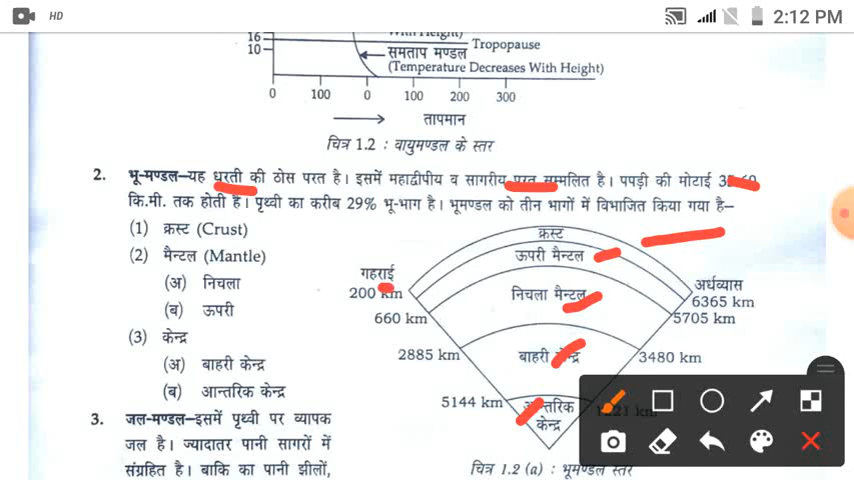 HD
2:12 PM
With Height)
16
10
Tropopause
समताप मण्डल
(Temperature Decreases With Height)
0 100 0 100 200 300
तापमान
चित्र 1.2 : वायुमण्डल के स्तर
2. भू-मण्डल–यह धरती की ठोस परत है। इसमें महाद्वीपीय व सागरीय परत सम्मलित है। पपड़ी की मोटाई
कि.मी. तक होती है। पृथ्वी का करीब 29% भू-भाग है। भूमण्डल को तीन भागों में विभाजित किया गया है–
(1) क्रस्ट (Crust)
(2) मैन्टल (Mantle)
(अ) निचला
(ब) ऊपरी
(3) केन्द्र
(अ) बाहरी केन्द्र
(ब) आन्तरिक केन्द्र
क्रस्ट
ऊपरी मैन्टल
निचला मैन्टल
बाहरी केन्द्र
आन्तरिक
केन्द्र
गहराई
200 km
660 km
2885 km
5144 km
अर्धव्यास
6365 km
5705 km
3480 km
चित्र 1.2 (a) : भूमण्डल स्तर
3. जल-मण्डल–इसमें पृथ्वी पर व्यापक
जल है। ज्यादातर पानी सागरों में
संग्रहित है। बाकि का पानी झीलों,